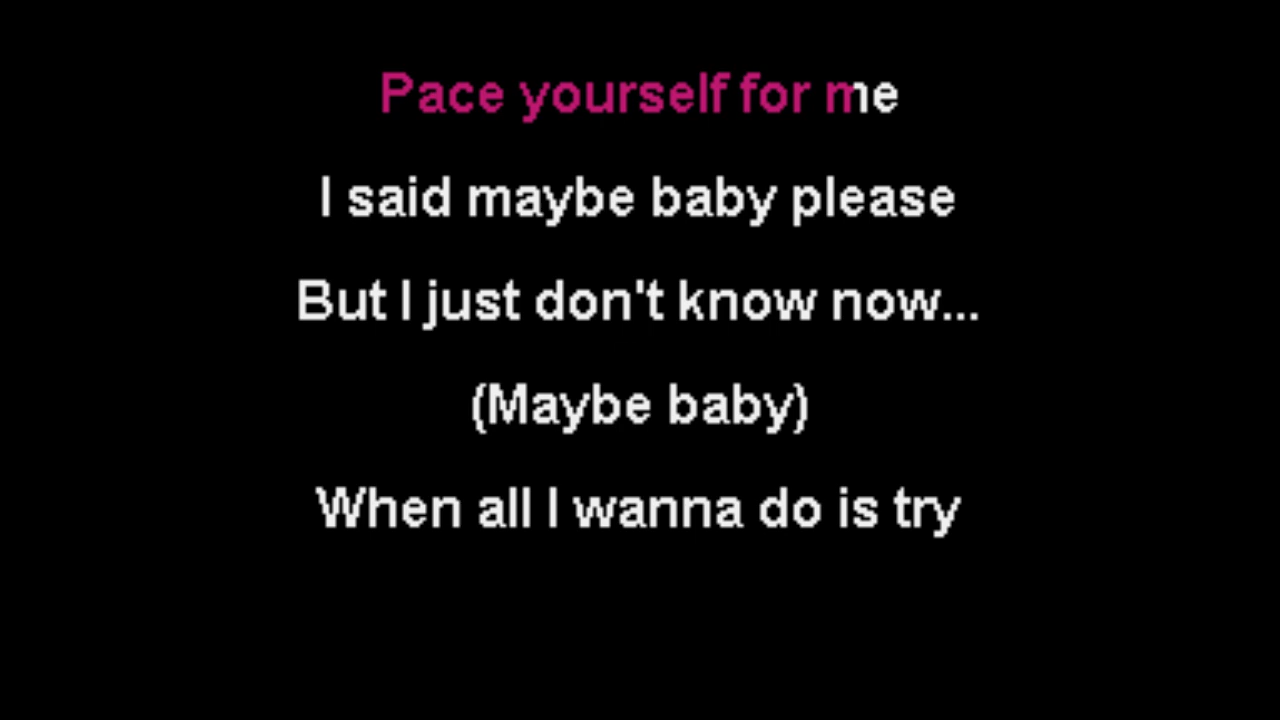 Pace yourself for me
I said maybe baby please
But I just don't know now...
(Maybe baby)
When all I wanna do is try